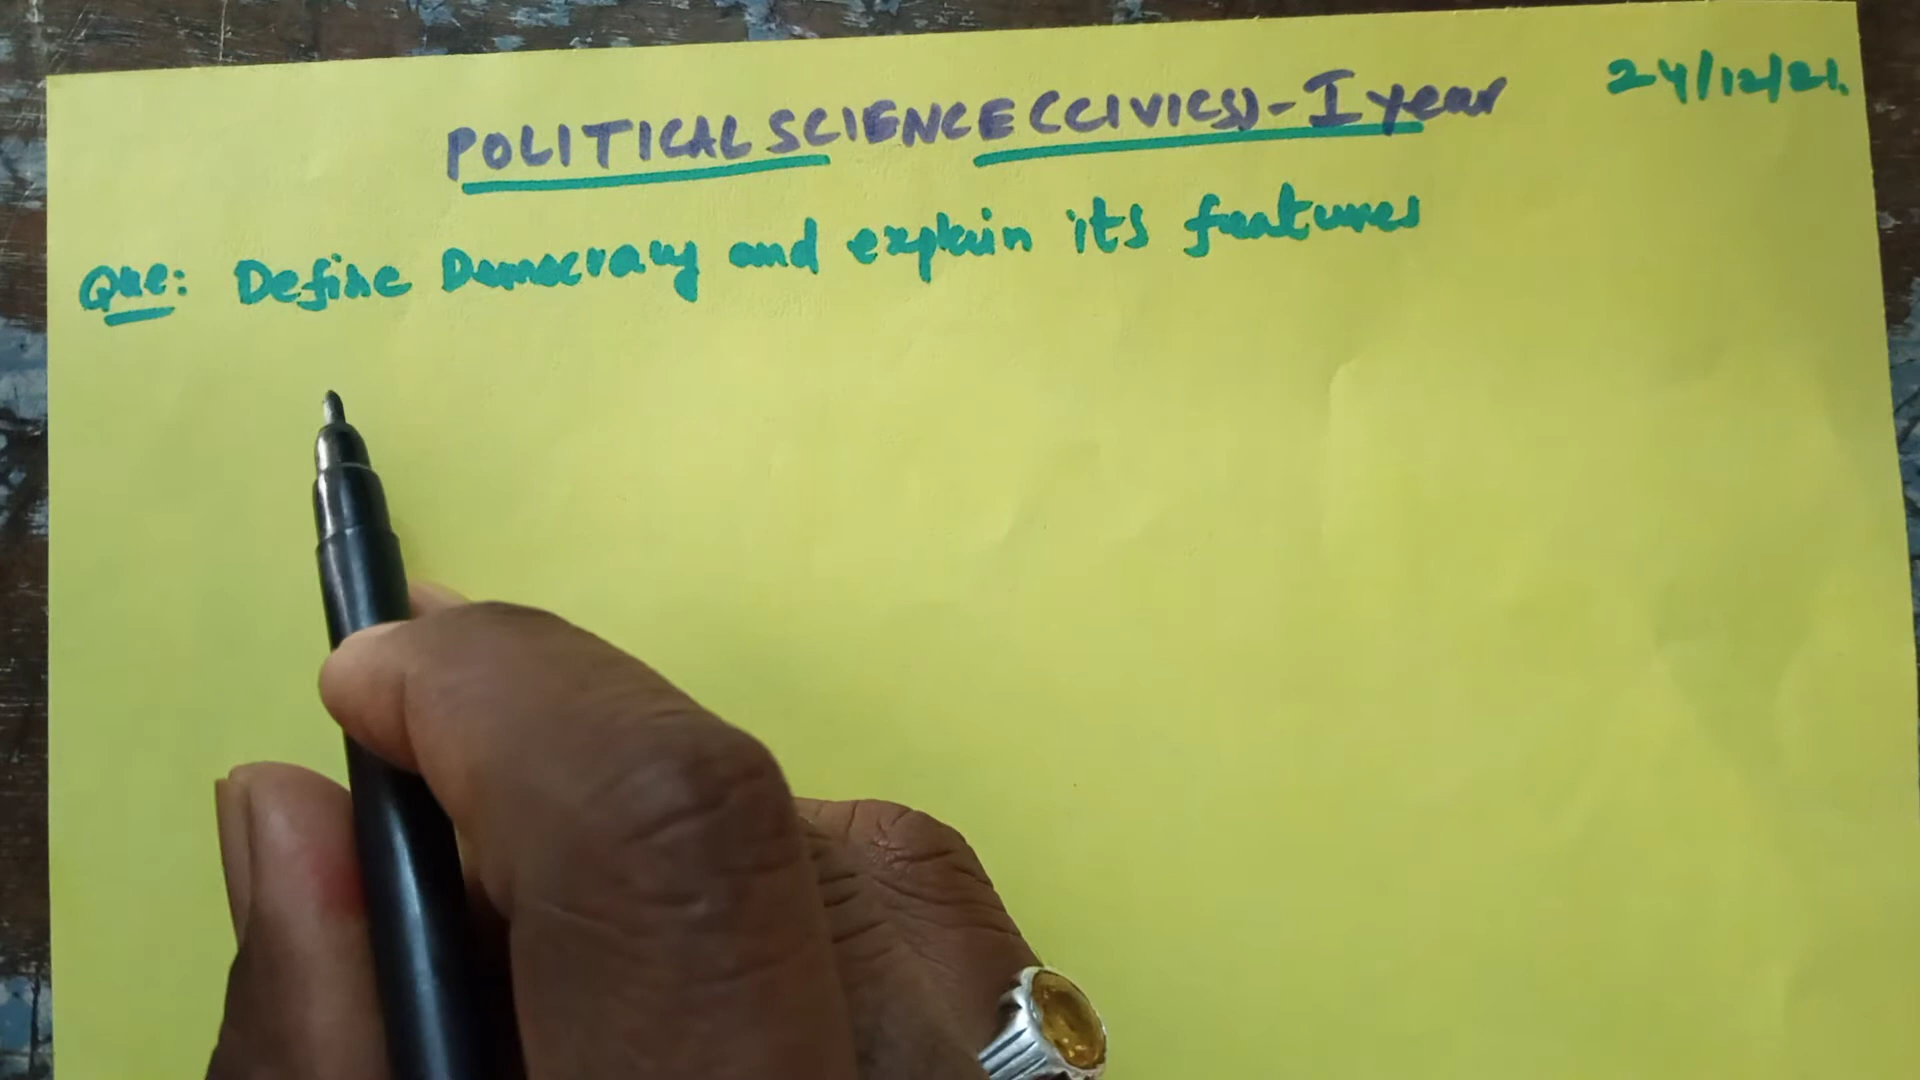 24/12/21.
POLITICAL SCIENCE (CIVICS) - I year
Que: Define Democracy and explain its features